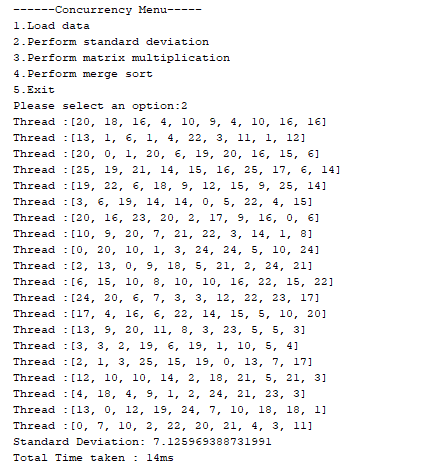 ------Concurrency Menu-----
1.Load data
2.Perform standard deviation
3.Perform matrix multiplication
4.Perform merge sort
5.Exit
Please select an option:2
Thread :[20, 18, 16, 4, 10, 9, 4, 10, 16, 16]
Thread :[13, 1, 6, 1, 4, 22, 3, 11, 1, 12]
Thread :[20, 0, 1, 20, 6, 19, 20, 16, 15, 6]
Thread :[25, 19, 21, 14, 15, 16, 25, 17, 6, 14]
Thread :[19, 22, 6, 18, 9, 12, 15, 9, 25, 14]
Thread :[3, 6, 19, 14, 14, 0, 5, 22, 4, 15]
Thread :[20, 16, 23, 20, 2, 17, 9, 16, 0, 6]
Thread :[10, 9, 20, 7, 21, 22, 3, 14, 1, 8]
Thread :[0, 20, 10, 1, 3, 24, 24, 5, 10, 24]
Thread :[2, 13, 0, 9, 18, 5, 21, 2, 24, 21]
Thread :[6, 15, 10, 8, 10, 10, 16, 22, 15, 22]
Thread :[24, 20, 6, 7, 3, 3, 12, 22, 23, 17]
Thread :[17, 4, 16, 6, 22, 14, 15, 5, 10, 20]
Thread :[13, 9, 20, 11, 8, 3, 23, 5, 5, 3]
Thread :[3, 3, 2, 19, 6, 19, 1, 10, 5, 4]
Thread :[2, 1, 3, 25, 15, 19, 0, 13, 7, 17]
Thread :[12, 10, 10, 14, 2, 18, 21, 5, 21, 3]
Thread :[4, 18, 4, 9, 1, 2, 24, 21, 23, 3]
Thread :[13, 0, 12, 19, 24, 7, 10, 18, 18, 1]
Thread :[0, 7, 10, 2, 22, 20, 21, 4, 3, 11]
Standard Deviation: 7.125969388731991
Total Time taken : 14ms